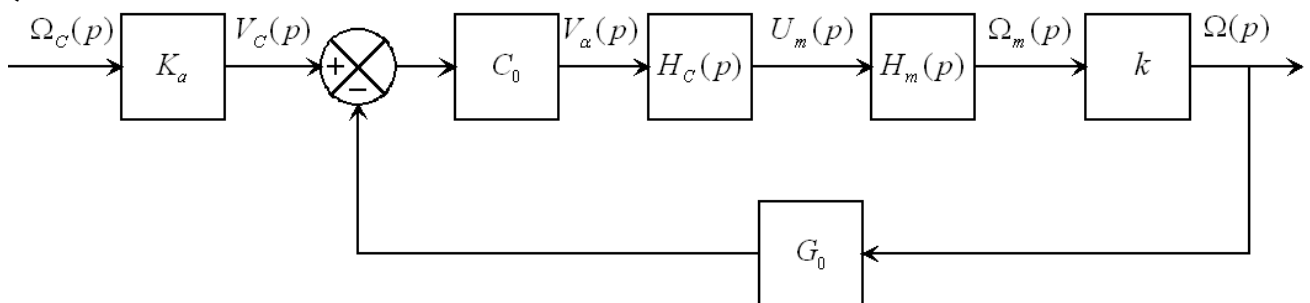 Ω_C(p) V_C(p) V_α(p) U_m(p) Ω_m(p) Ω(p)
K_a + − C_0 H_C(p) H_m(p) k
G_0